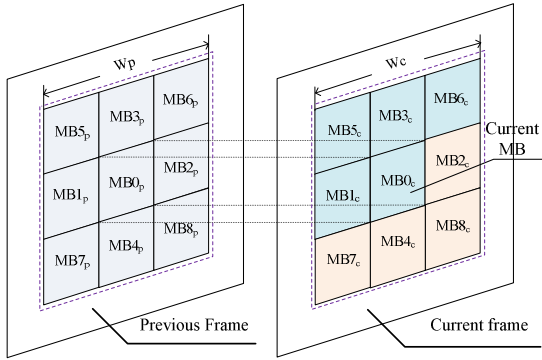 Wp
MB5p MB3p MB6p
MB1p MB0p MB2p
MB7p MB4p MB8p
Previous Frame
Wc
MB5c MB3c MB6c
MB1c MB0c MB2c
MB7c MB4c MB8c
Current
MB
Current frame